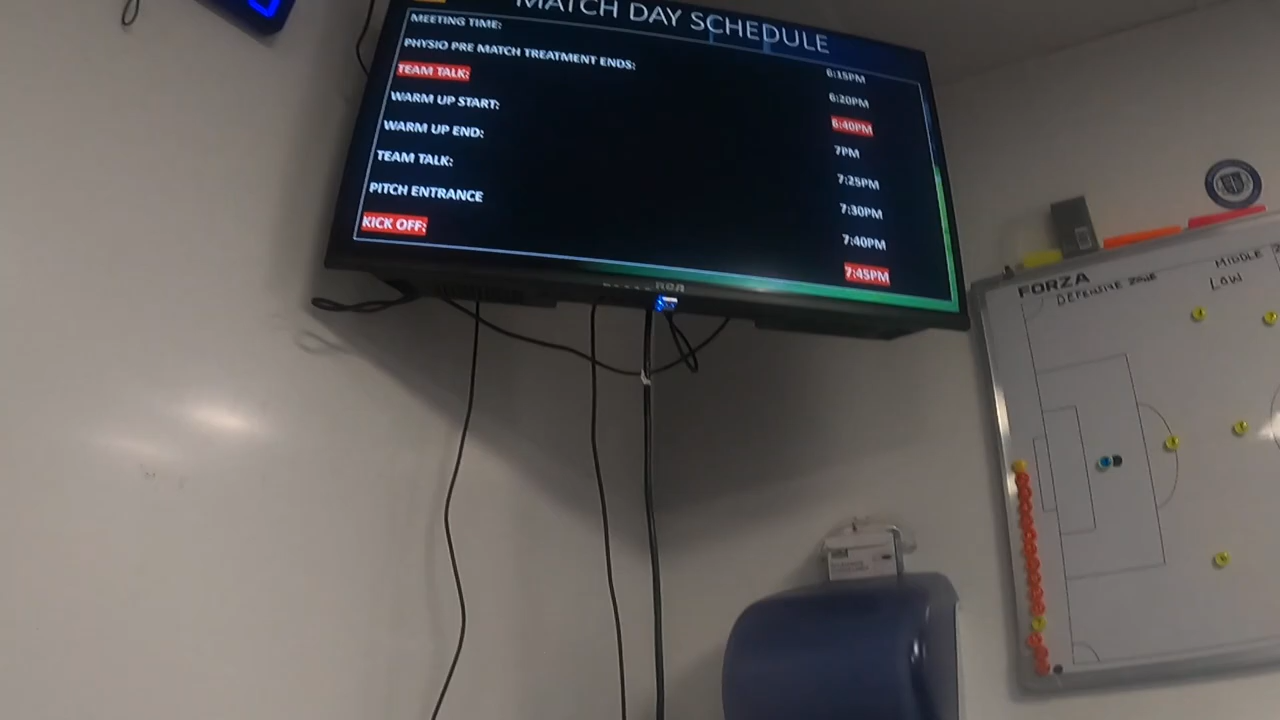 MATCH DAY SCHEDULE
MEETING TIME: 6:15PM
PHYSIO PRE MATCH TREATMENT ENDS: 6:20PM
TEAM TALK: 6:40PM
WARM UP START: 7PM
WARM UP END: 7:25PM
TEAM TALK: 7:30PM
PITCH ENTRANCE 7:40PM
KICK OFF: 7:45PM
RCA
FORZA
DEFENSIVE ZONE
MIDDLE
LAW